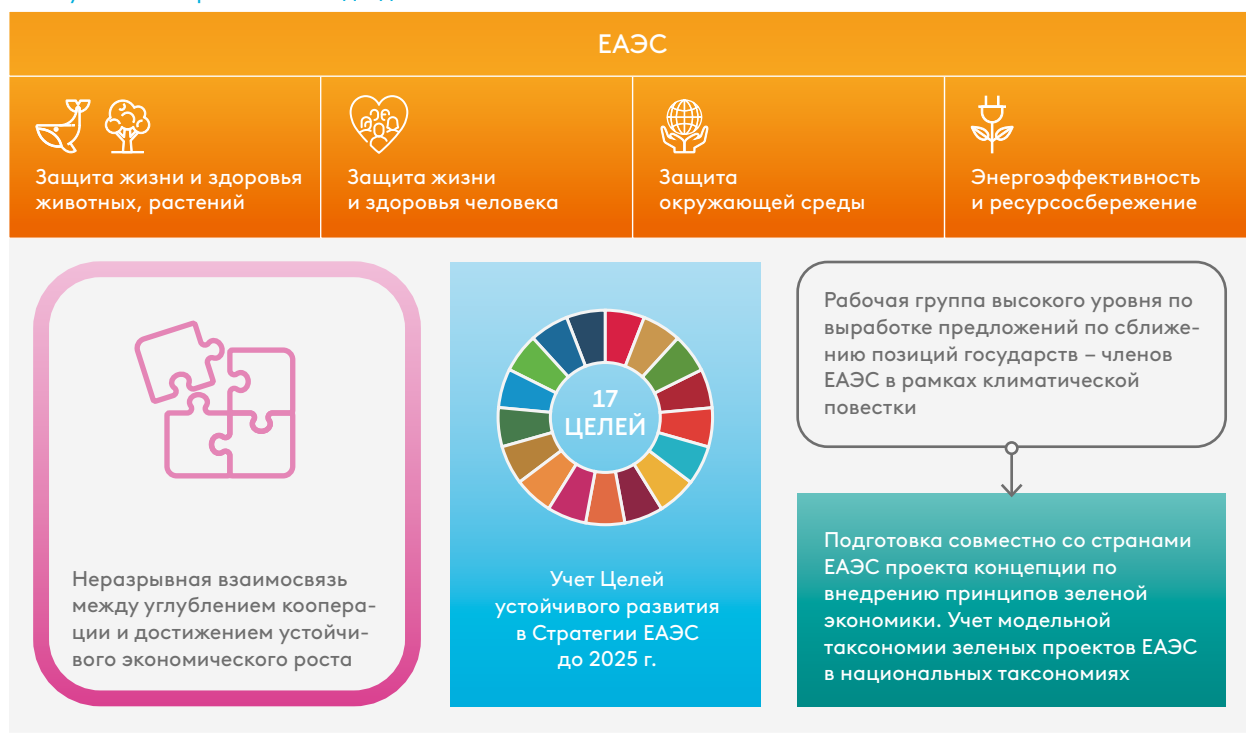 ЕАЭС
Защита жизни и здоровья
животных, растений
Защита жизни
и здоровья человека
Защита
окружающей среды
Энергоэффективность
и ресурсосбережение
Неразрывная взаимосвязь
между углублением коопера-
ции и достижением устойчи-
вого экономического роста
17
ЦЕЛЕЙ
Учет Целей
устойчивого развития
в Стратегии ЕАЭС
до 2025 г.
Рабочая группа высокого уровня по
выработке предложений по сближе-
нию позиций государств – членов
ЕАЭС в рамках климатической
повестки
Подготовка совместно со странами
ЕАЭС проекта концепции по
внедрению принципов зеленой
экономики. Учет модельной
таксономии зеленых проектов ЕАЭС
в национальных таксономиях